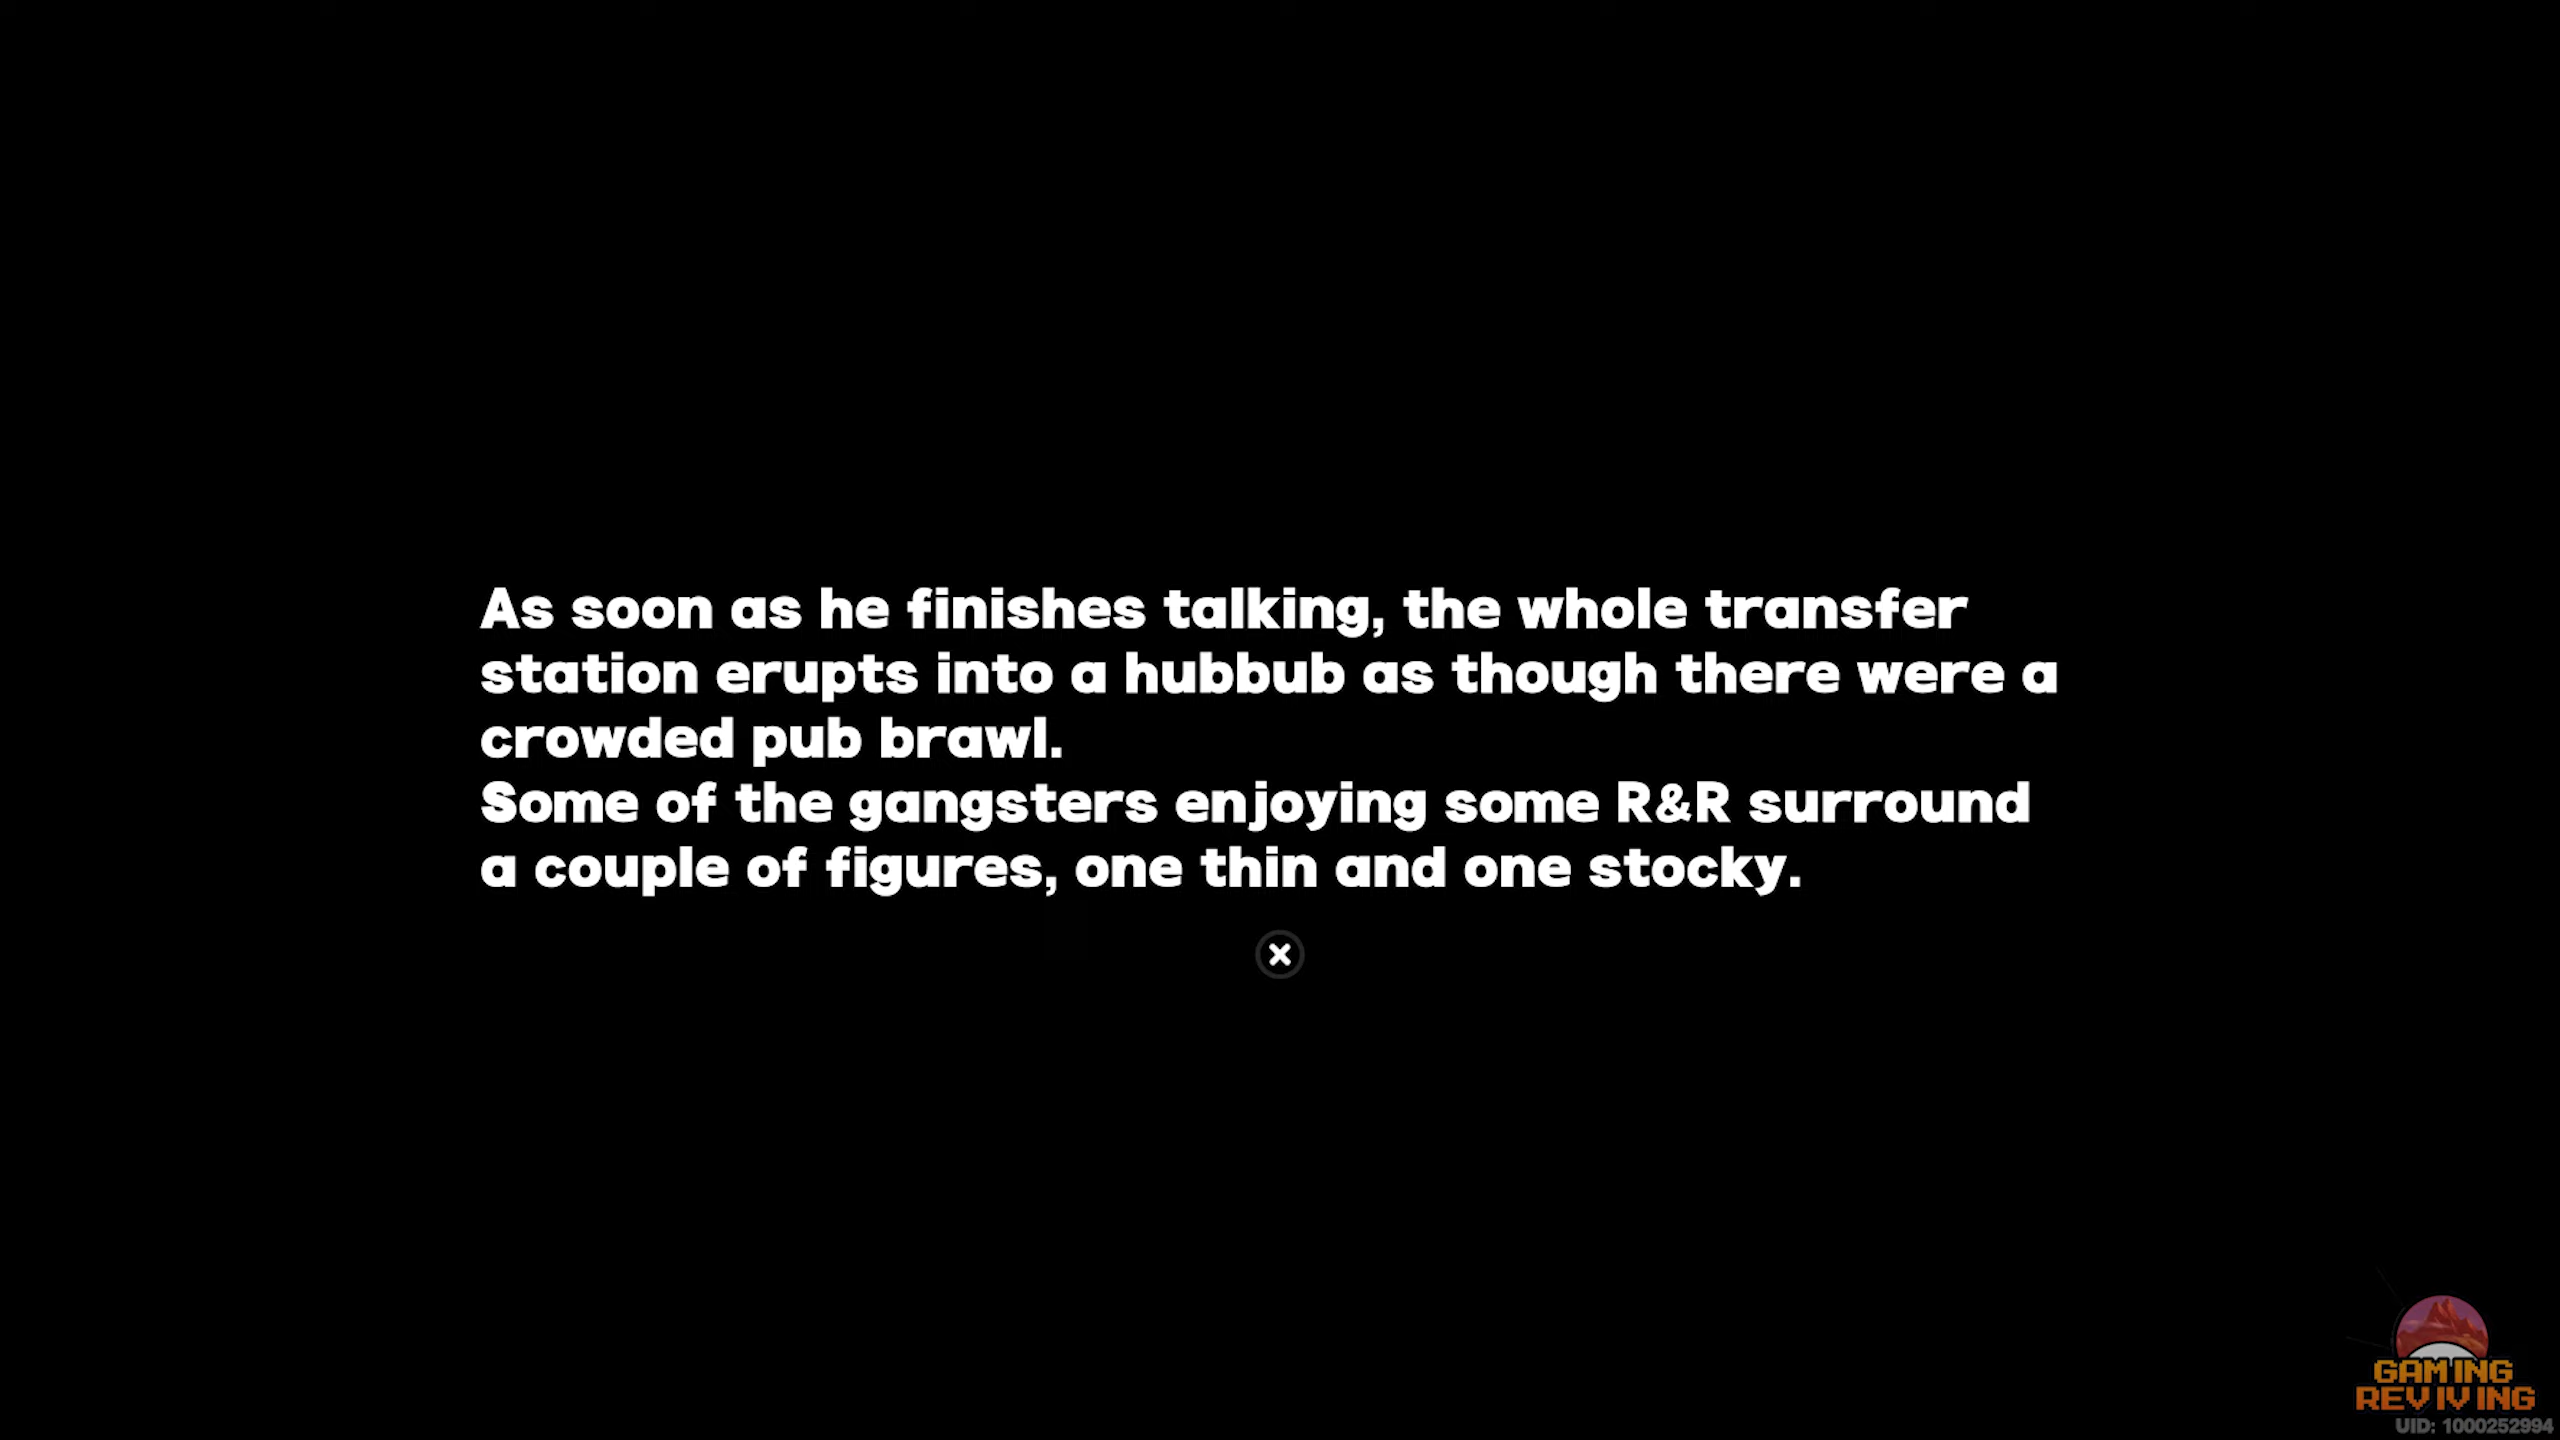 As soon as he finishes talking, the whole transfer
station erupts into a hubbub as though there were a
crowded pub brawl.
Some of the gangsters enjoying some R&R surround
a couple of figures, one thin and one stocky.
GAMING
REVIVING
UID: 1000252994